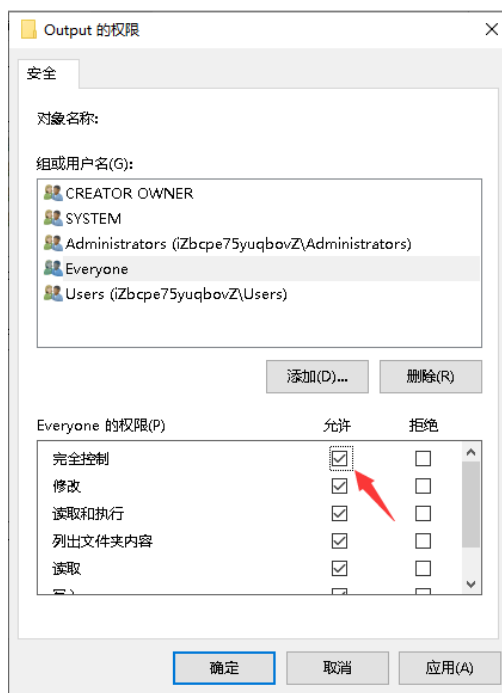 Output 的权限
安全
对象名称:
组或用户名(G):
CREATOR OWNER
SYSTEM
Administrators (iZbcpe75yuqbovZ\Administrators)
Everyone
Users (iZbcpe75yuqbovZ\Users)
添加(D)... 删除(R)
Everyone 的权限(P) 允许 拒绝
完全控制
修改
读取和执行
列出文件夹内容
读取
确定 取消 应用(A)